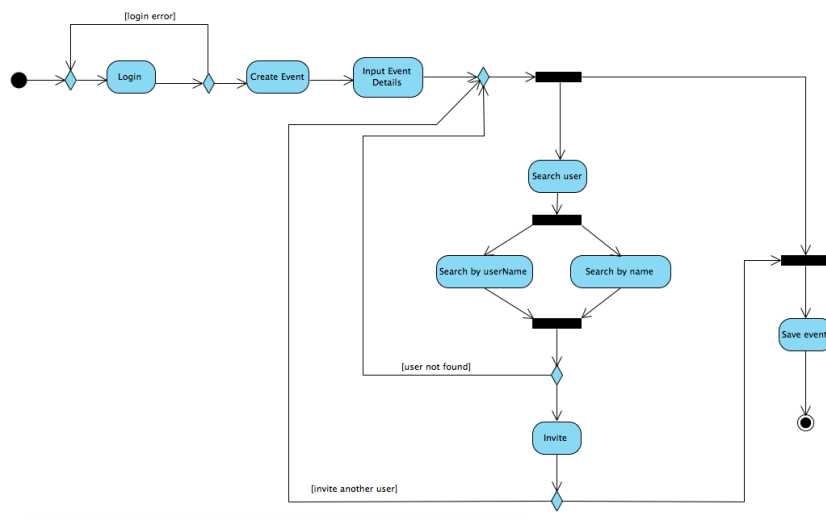 [login error]
Login
Create Event
Input Event
Details
Search user
Search by userName
Search by name
[user not found]
Save event
Invite
[invite another user]